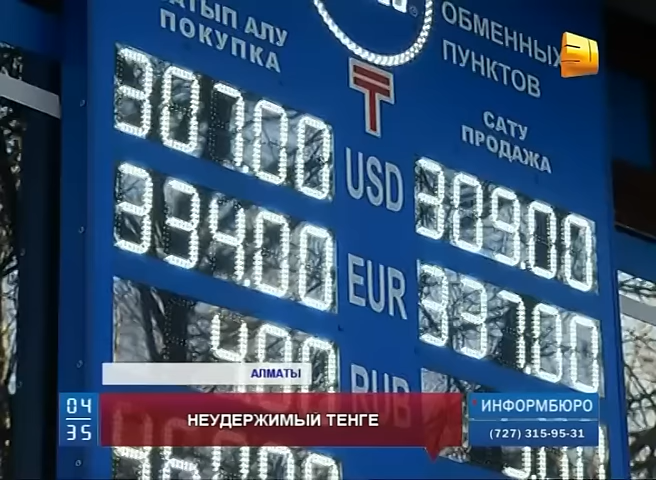 САТЫП АЛУ
ПОКУПКА
ОБМЕННЫХ
ПУНКТОВ
31
САТУ
ПРОДАЖА
307.00 USD 309.00
334.00 EUR 337.00
4.00 RUB
АЛМАТЫ
04
35
НЕУДЕРЖИМЫЙ ТЕНГЕ
ИНФОРМБЮРО
(727) 315-95-31